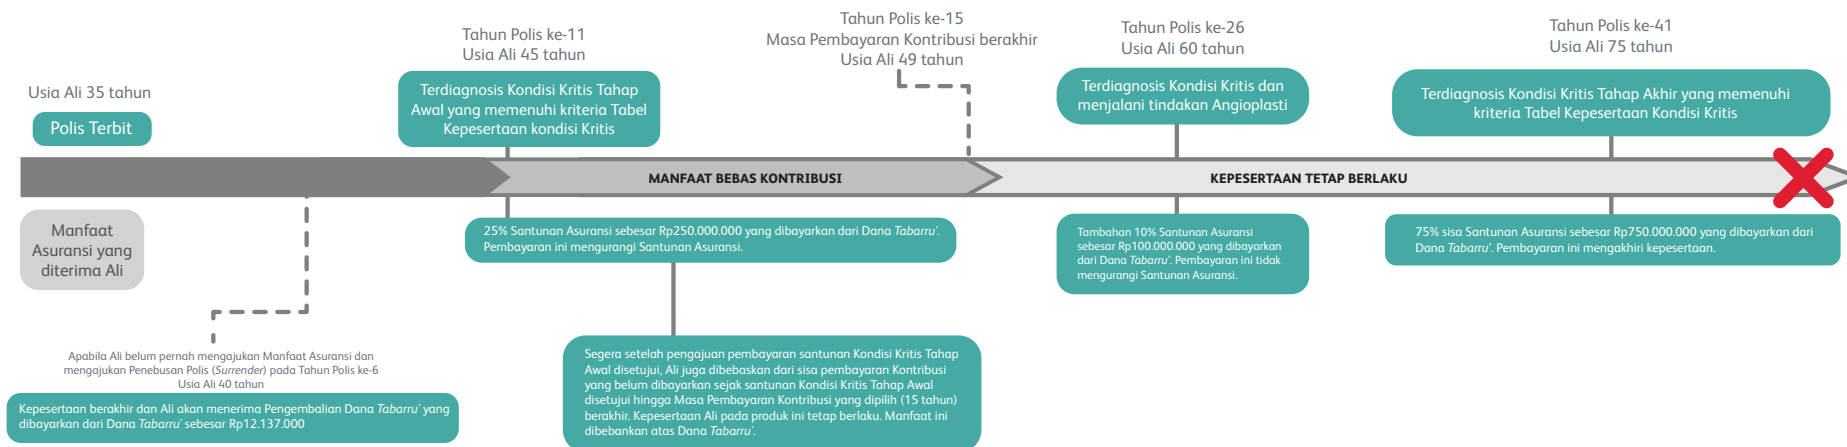 Usia Ali 35 tahun
Polis Terbit
Tahun Polis ke-11
Usia Ali 45 tahun
Terdiagnosis Kondisi Kritis Tahap
Awal yang memenuhi kriteria Tabel
Kepesertaan kondisi Kritis
Tahun Polis ke-15
Masa Pembayaran Kontribusi berakhir
Usia Ali 49 tahun
Tahun Polis ke-26
Usia Ali 60 tahun
Terdiagnosis Kondisi Kritis dan
menjalani tindakan Angioplasti
Tahun Polis ke-41
Usia Ali 75 tahun
Terdiagnosis Kondisi Kritis Tahap Akhir yang memenuhi
kriteria Tabel Kepesertaan Kondisi Kritis
MANFAAT BEBAS KONTRIBUSI
KEPESERTAAN TETAP BERLAKU
Manfaat
Asuransi yang
diterima Ali
25% Santunan Asuransi sebesar Rp250.000.000 yang dibayarkan dari Dana Tabarru'.
Pembayaran ini mengurangi Santunan Asuransi.
Tambahan 10% Santunan Asuransi
sebesar Rp100.000.000 yang dibayarkan
dari Dana Tabarru'. Pembayaran ini tidak
mengurangi Santunan Asuransi.
75% sisa Santunan Asuransi sebesar Rp750.000.000 yang dibayarkan dari
Dana Tabarru'. Pembayaran ini mengakhiri kepesertaan.
Apabila Ali belum pernah mengajukan Manfaat Asuransi dan
mengajukan Penebusan Polis (Surrender) pada Tahun Polis ke-6
Usia Ali 40 tahun
Kepesertaan berakhir dan Ali akan menerima Pengembalian Dana Tabarru' yang
dibayarkan dari Dana Tabarru' sebesar Rp12.137.000
Segera setelah pengajuan pembayaran santunan Kondisi Kritis Tahap
Awal disetujui, Ali juga dibebaskan dari sisa pembayaran Kontribusi
yang belum dibayarkan sejak santunan Kondisi Kritis Tahap Awal
disetujui hingga Masa Pembayaran Kontribusi yang dipilih (15 tahun)
berakhir. Kepesertaan Ali pada produk ini tetap berlaku. Manfaat ini
dibebankan atas Dana Tabarru'.